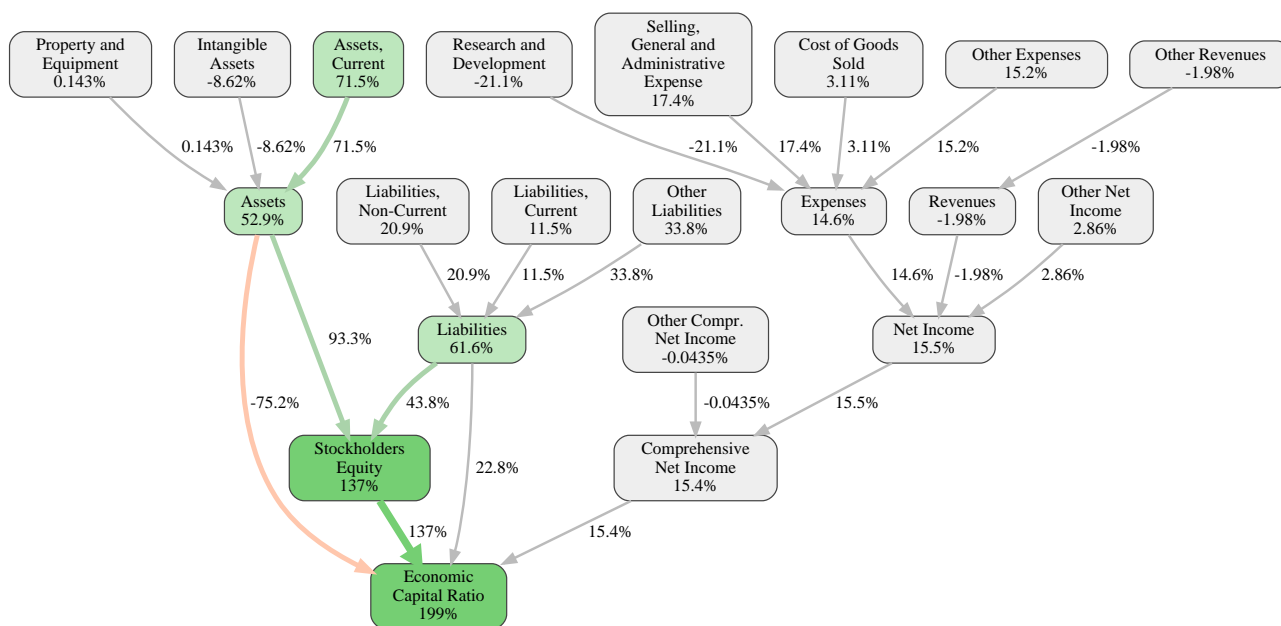 Property and
Equipment
0.143%
Intangible
Assets
-8.62%
Assets,
Current
71.5%
Research and
Development
-21.1%
Selling,
General and
Administrative
Expense
17.4%
Cost of Goods
Sold
3.11%
Other Expenses
15.2%
Other Revenues
-1.98%
0.143%
-8.62%
71.5%
-21.1%
17.4%
3.11%
15.2%
-1.98%
Assets
52.9%
Liabilities,
Non-Current
20.9%
Liabilities,
Current
11.5%
Other
Liabilities
33.8%
Expenses
14.6%
Revenues
-1.98%
Other Net
Income
2.86%
20.9%
11.5%
33.8%
14.6%
-1.98%
2.86%
93.3%
Liabilities
61.6%
Other Compr.
Net Income
-0.0435%
Net Income
15.5%
-75.2%
43.8%
-0.0435%
15.5%
Stockholders
Equity
137%
22.8%
Comprehensive
Net Income
15.4%
137%
15.4%
Economic
Capital Ratio
199%